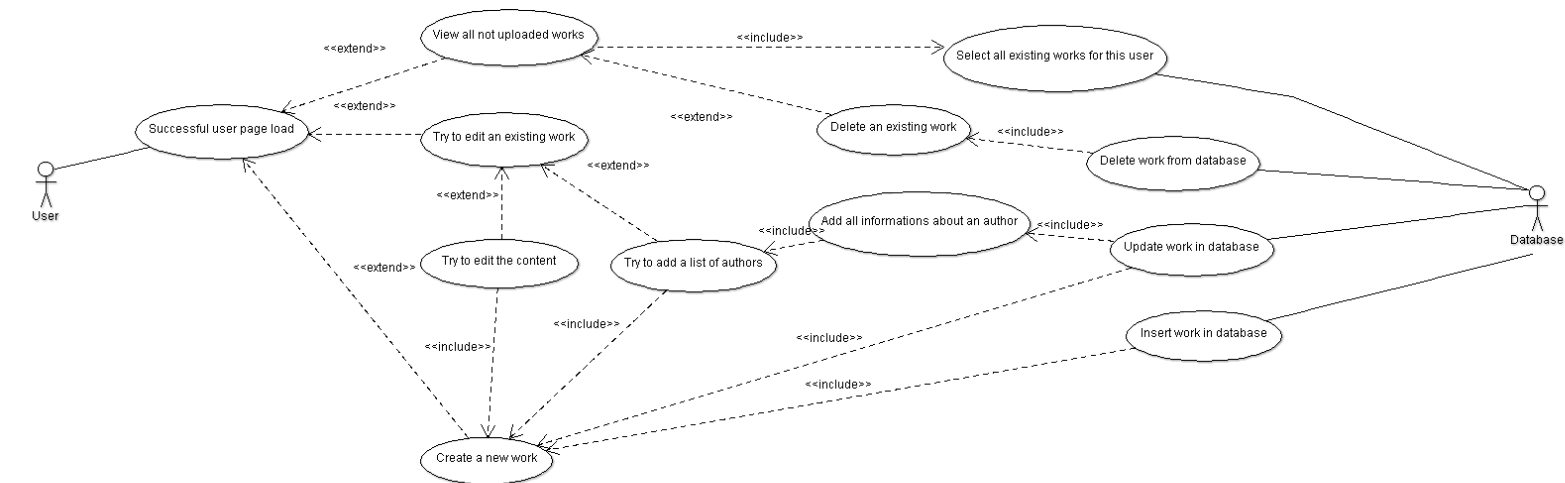 View all not uploaded works
<<include>>
<<extend>>
Select all existing works for this user
<<extend>>
<<extend>>
Successful user page load
Try to edit an existing work
Delete an existing work
<<include>>
Delete work from database
<<extend>>
User
<<extend>>
Add all informations about an author
<<include>>
<<include>>
Database
Update work in database
Try to edit the content
Try to add a list of authors
<<extend>>
<<include>>
Insert work in database
<<include>>
<<include>>
<<include>>
Create a new work